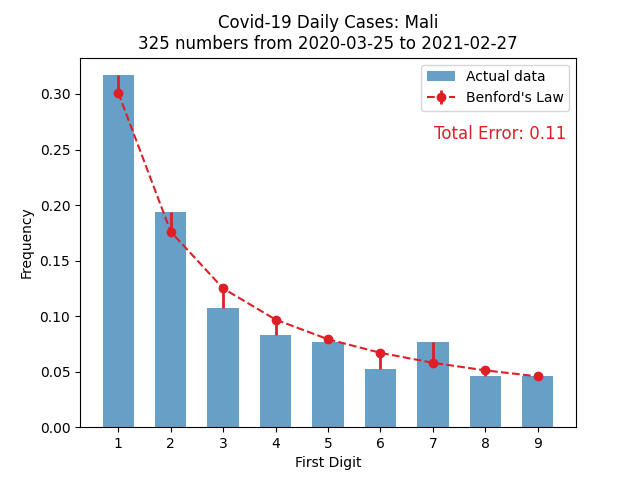 Covid-19 Daily Cases: Mali
325 numbers from 2020-03-25 to 2021-02-27
Actual data
Benford's Law
Total Error: 0.11
Frequency
0.30
0.25
0.20
0.15
0.10
0.05
0.00
1 2 3 4 5 6 7 8 9
First Digit